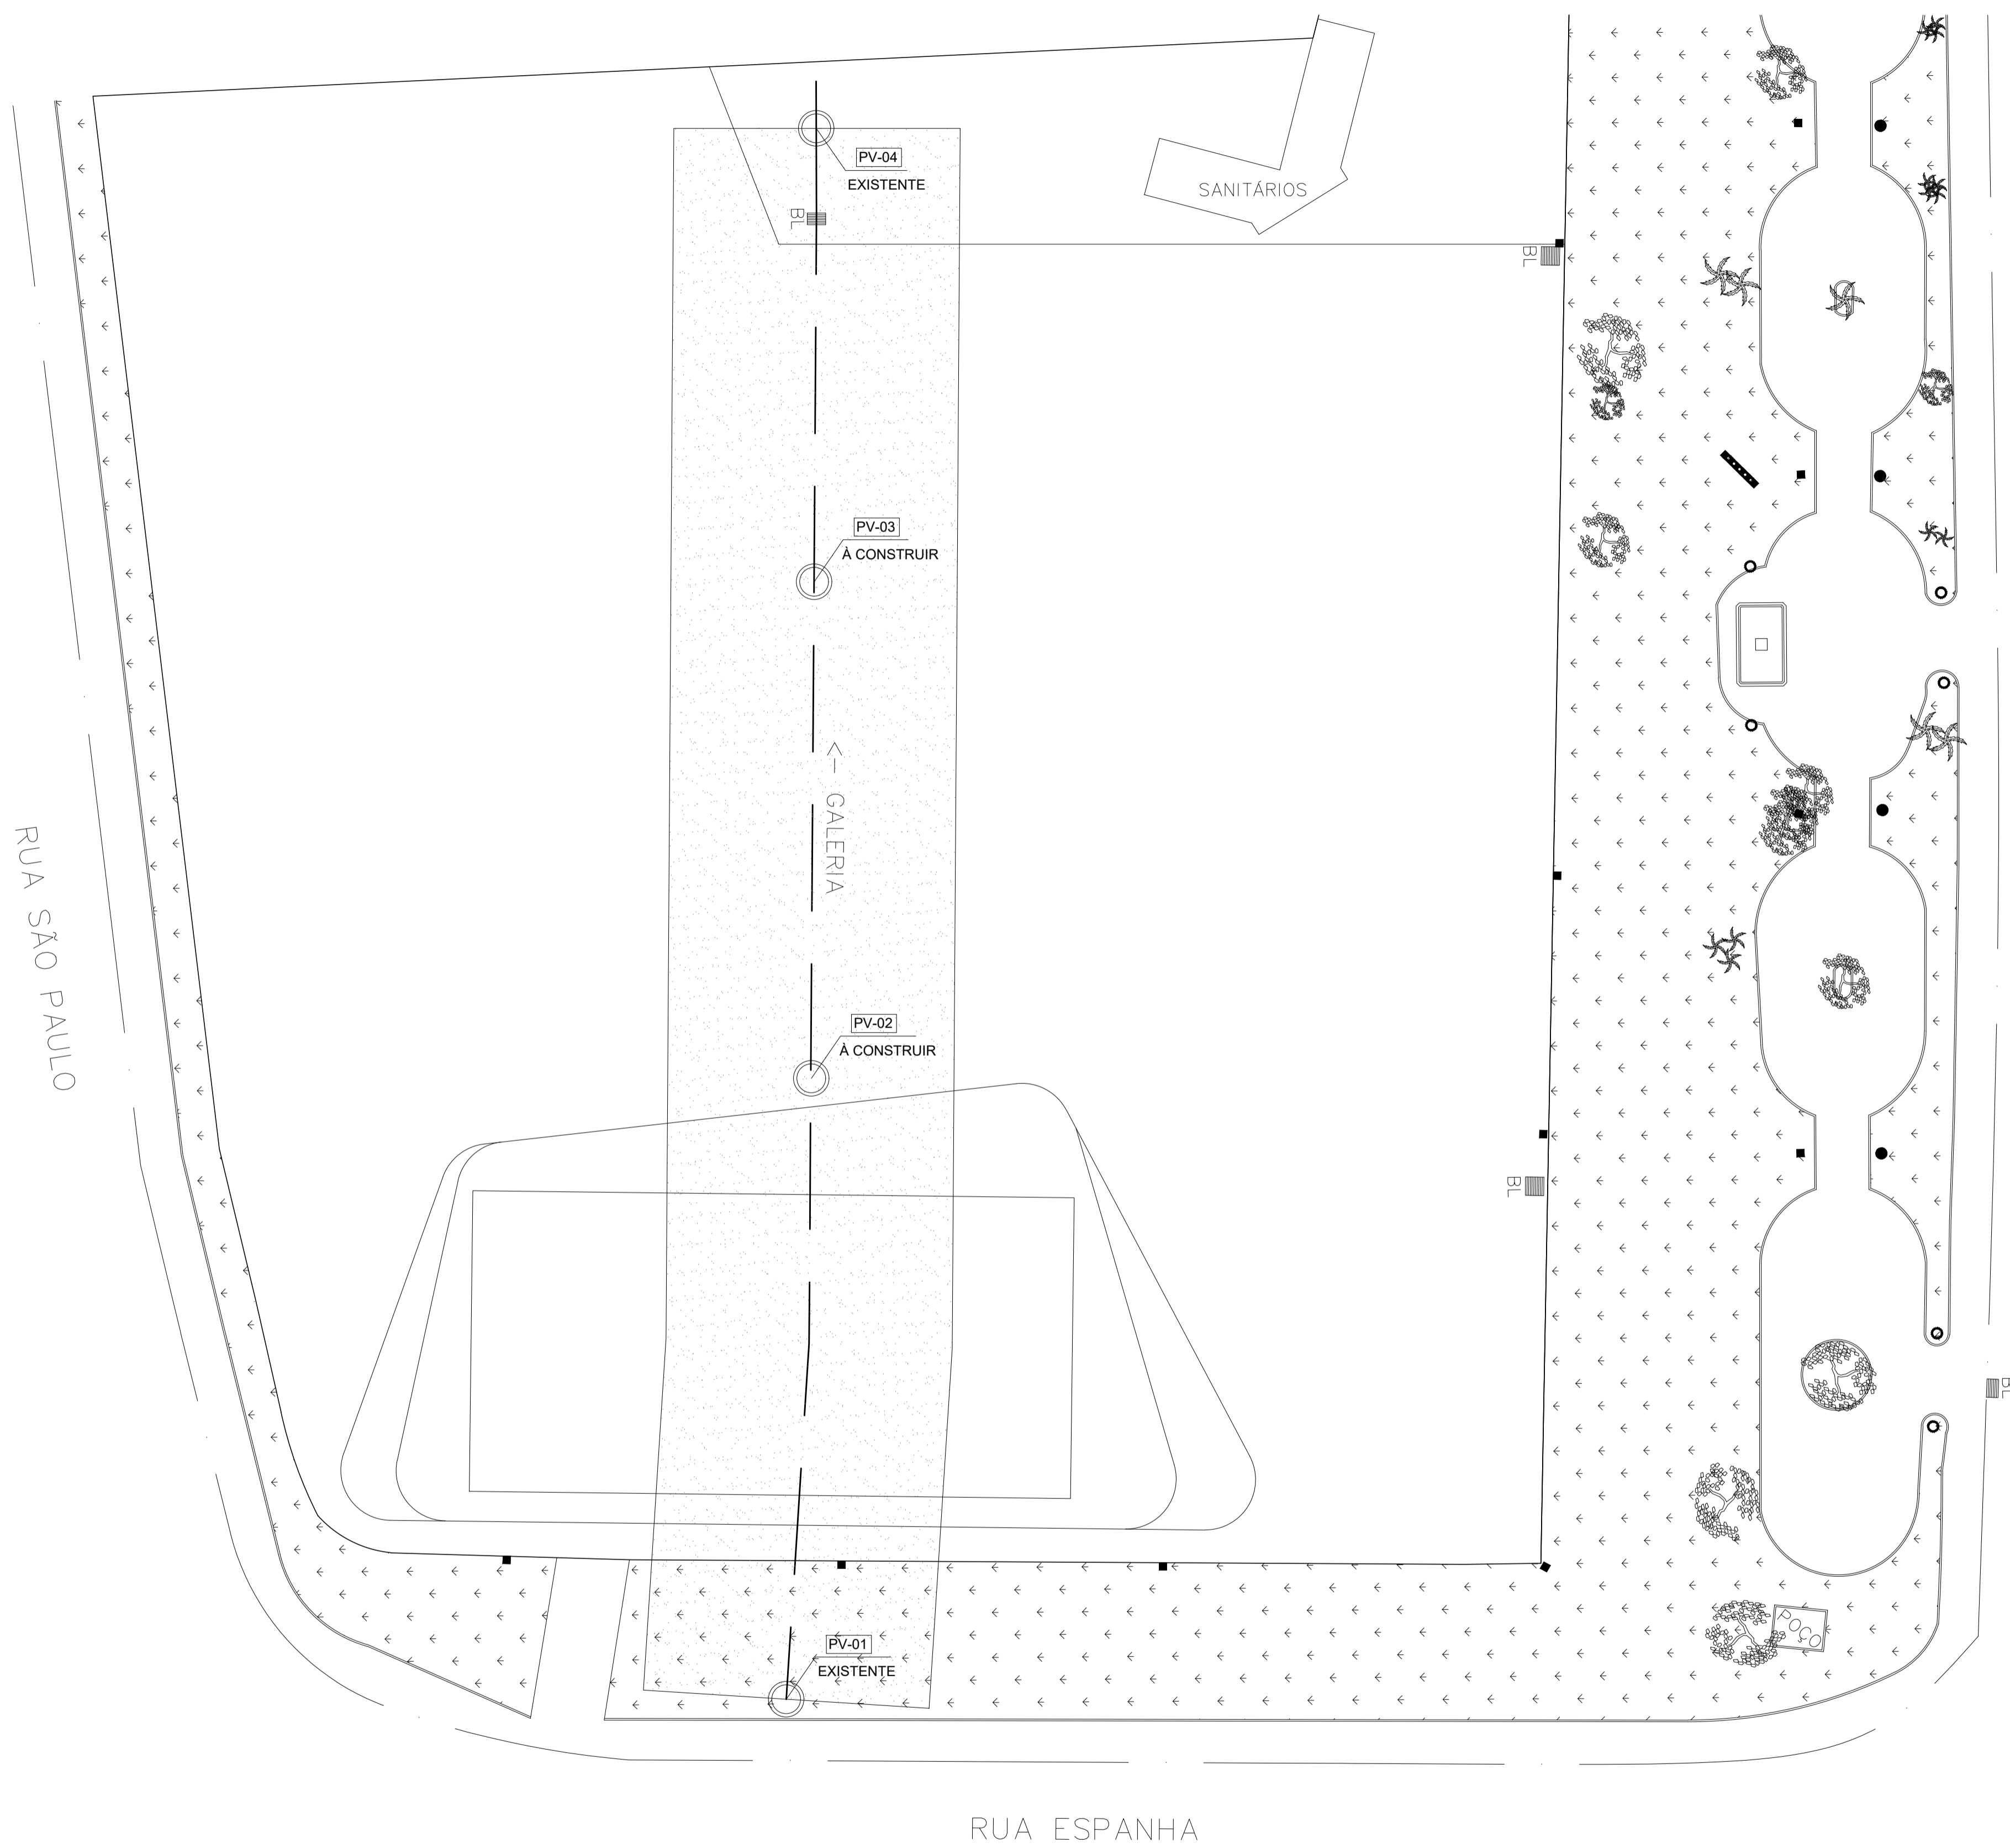 PV-04
EXISTENTE
SANITÁRIOS
BL
BL
PV-03
À CONSTRUIR
<- GALERIA
RUA SÃO PAULO
PV-02
À CONSTRUIR
BL
BL
POÇO
PV-01
EXISTENTE
RUA ESPANHA